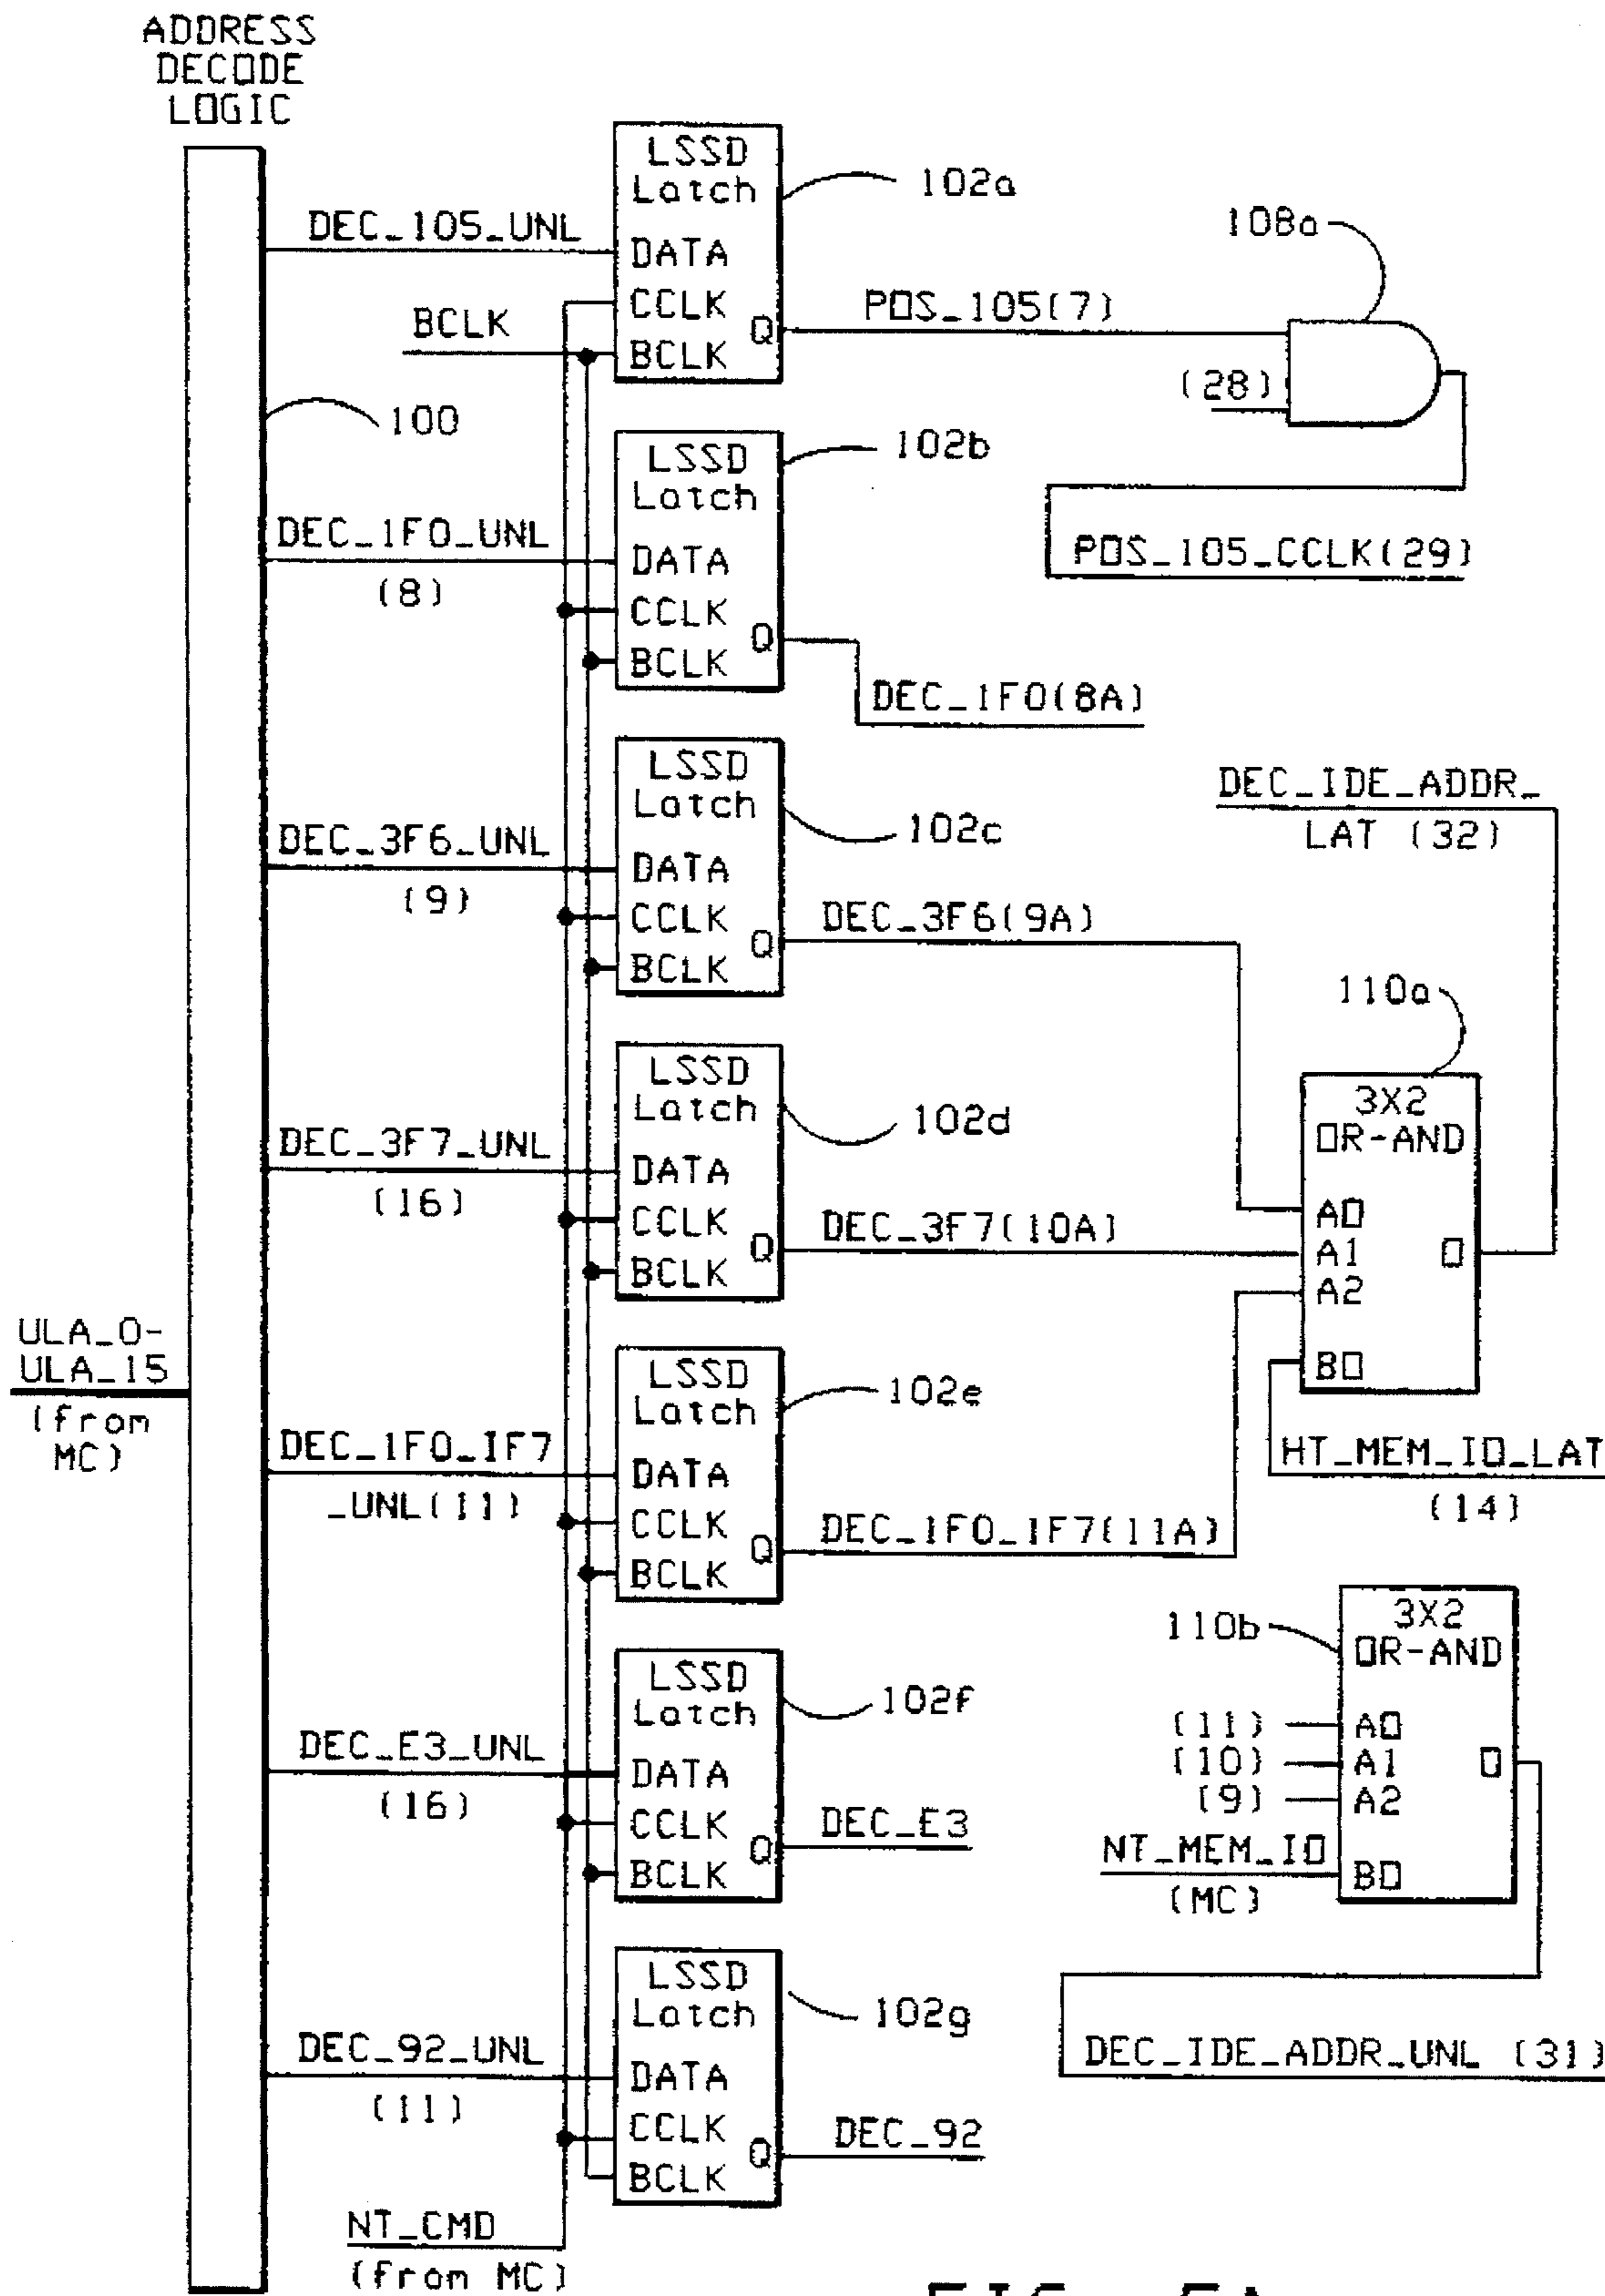 ADDRESS
DECODE
LOGIC
100
ULA_0-
ULA_15
(from
MC)
DEC_105_UNL
BCLK
LSSD
Latch
DATA
CCLK
BCLK
Q
102a
POS_105(7)
108a
(28)
POS_105_CCLK(29)
DEC_1F0_UNL
(8)
LSSD
Latch
DATA
CCLK
BCLK
Q
102b
DEC_1F0(8A)
DEC_3F6_UNL
(9)
LSSD
Latch
DATA
CCLK
BCLK
Q
102c
DEC_3F6(9A)
DEC_IDE_ADDR_
LAT (32)
DEC_3F7_UNL
(16)
LSSD
Latch
DATA
CCLK
BCLK
Q
102d
DEC_3F7(10A)
110a
3X2
OR-AND
A0
A1
A2
B0
O
HT_MEM_IO_LAT
(14)
DEC_1F0_IF7
_UNL(11)
LSSD
Latch
DATA
CCLK
BCLK
Q
102e
DEC_1F0_1F7(11A)
DEC_E3_UNL
(16)
LSSD
Latch
DATA
CCLK
BCLK
Q
102f
DEC_E3
110b
3X2
OR-AND
(11)
A0
(10)
A1
(9)
A2
NT_MEM_IO
(MC)
B0
O
DEC_IDE_ADDR_UNL (31)
DEC_92_UNL
(11)
LSSD
Latch
DATA
CCLK
BCLK
Q
102g
DEC_92
NT_CMD
(from MC)